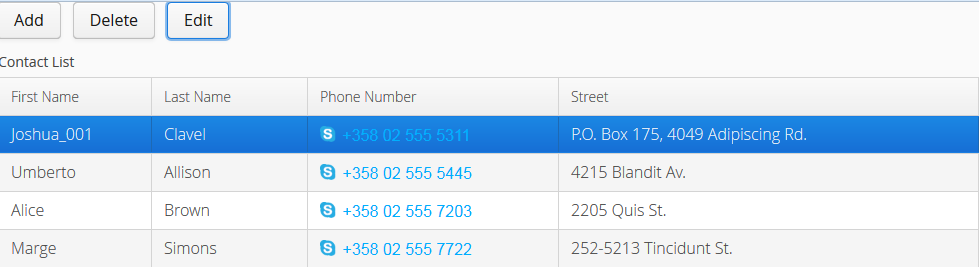 Add Delete Edit
Contact List
First Name Last Name Phone Number Street
Joshua_001 Clavel +358 02 555 5311 P.O. Box 175, 4049 Adipiscing Rd.
Umberto Allison +358 02 555 5445 4215 Blandit Av.
Alice Brown +358 02 555 7203 2205 Quis St.
Marge Simons +358 02 555 7722 252-5213 Tincidunt St.